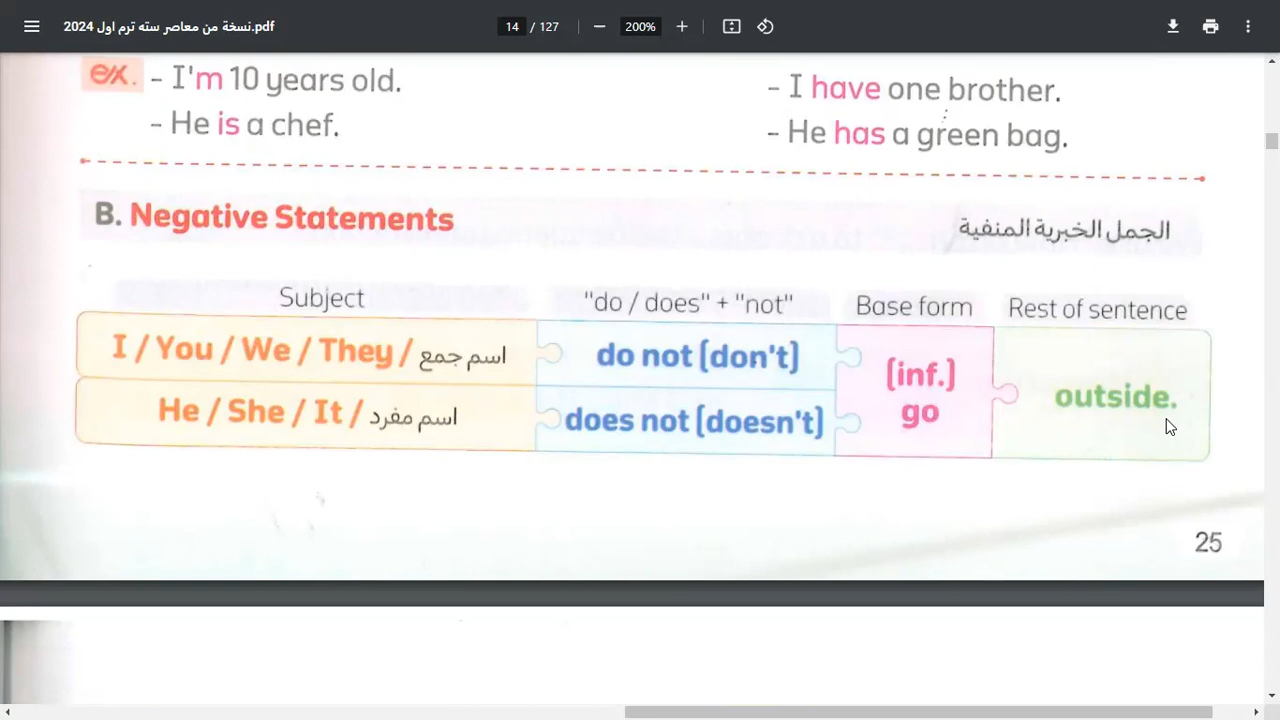 نسخة من معاصر سته ترم اول 2024.pdf
14 / 127
200%
ex. - I'm 10 years old.
- He is a chef.
- I have one brother.
- He has a green bag.
B. Negative Statements
الجمل الخبرية المنفية
Subject
"do / does" + "not"
Base form
Rest of sentence
I / You / We / They / اسم جمع
do not (don't)
(inf.)
go
outside.
He / She / It / اسم مفرد
does not (doesn't)
25